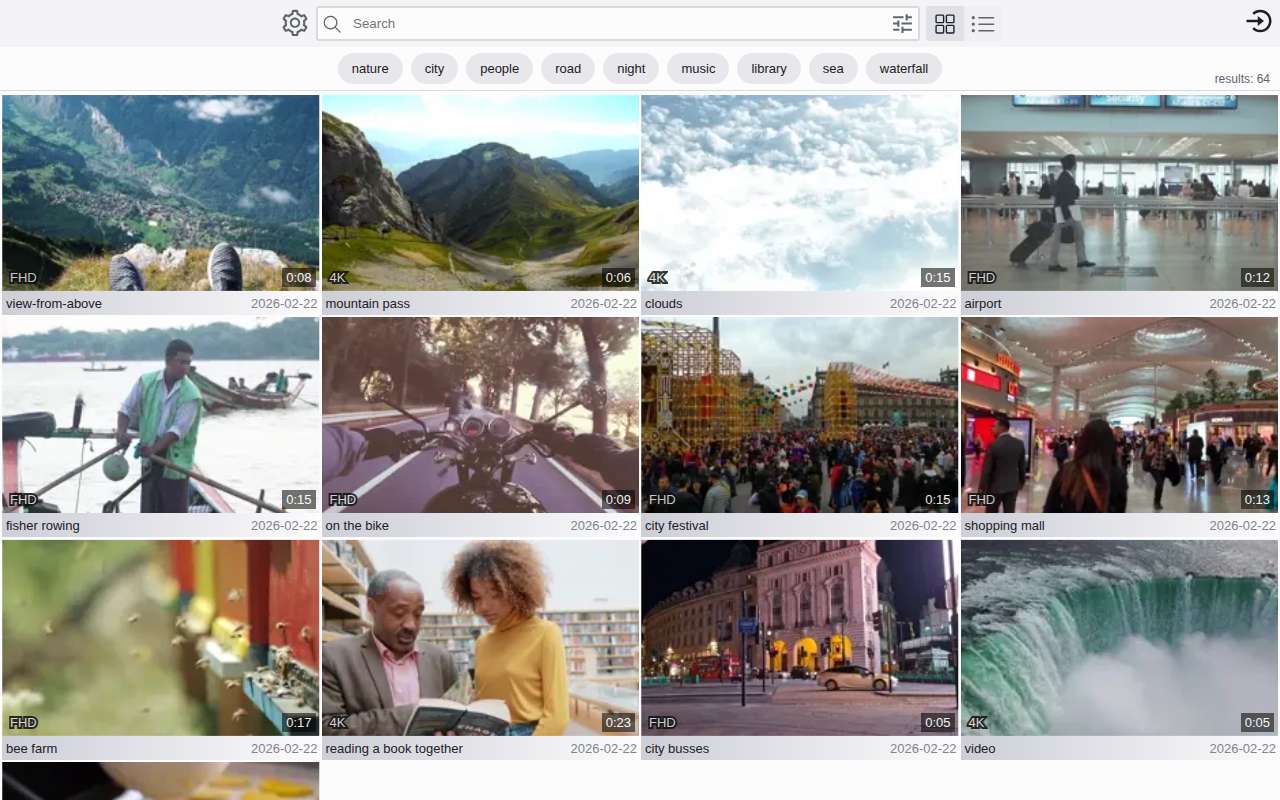 Search
nature city people road night music library sea waterfall
results: 64
FHD 0:08 4K 0:06 4K 0:15 FHD 0:12
view-from-above 2026-02-22 mountain pass 2026-02-22 clouds 2026-02-22 airport 2026-02-22
FHD 0:15 FHD 0:09 FHD 0:15 FHD 0:13
fisher rowing 2026-02-22 on the bike 2026-02-22 city festival 2026-02-22 shopping mall 2026-02-22
FHD 0:17 4K 0:23 FHD 0:05 4K 0:05
bee farm 2026-02-22 reading a book together 2026-02-22 city busses 2026-02-22 video 2026-02-22